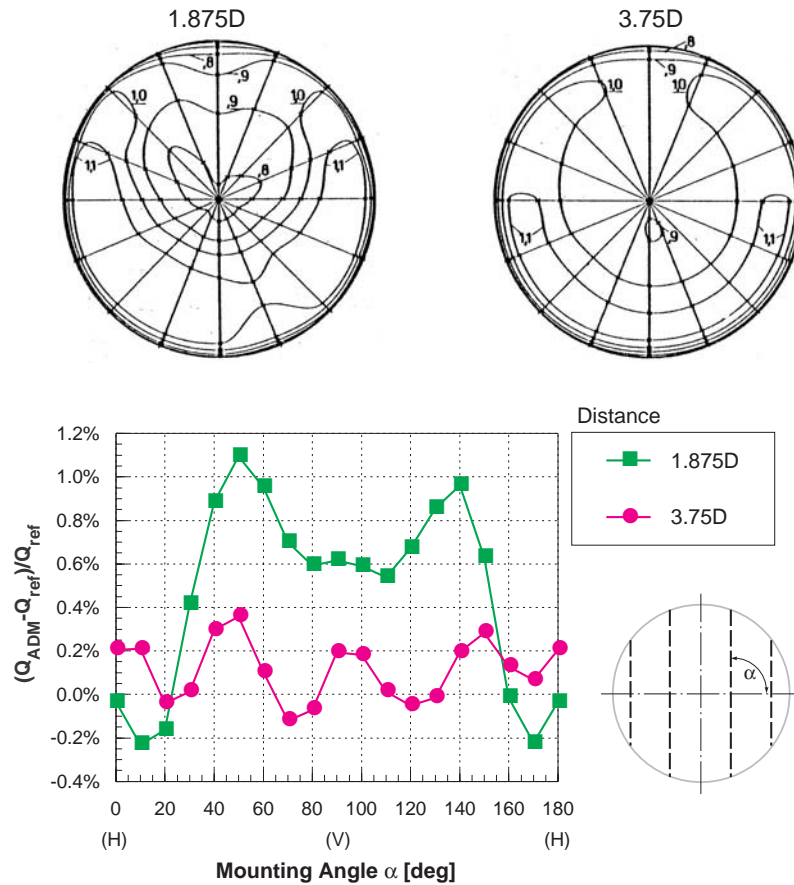 1.875D
3.75D
,8
,9
1,0
,9
1,0
1,1
,8
1,1
,8
,9
1,0
1,0
1,1
,9
1,1
Distance
1.875D
3.75D
(Q_ADM-Q_ref)/Q_ref
1.2%
1.0%
0.8%
0.6%
0.4%
0.2%
0.0%
-0.2%
-0.4%
0 20 40 60 80 100 120 140 160 180
(H) (V) (H)
Mounting Angle α [deg]
α